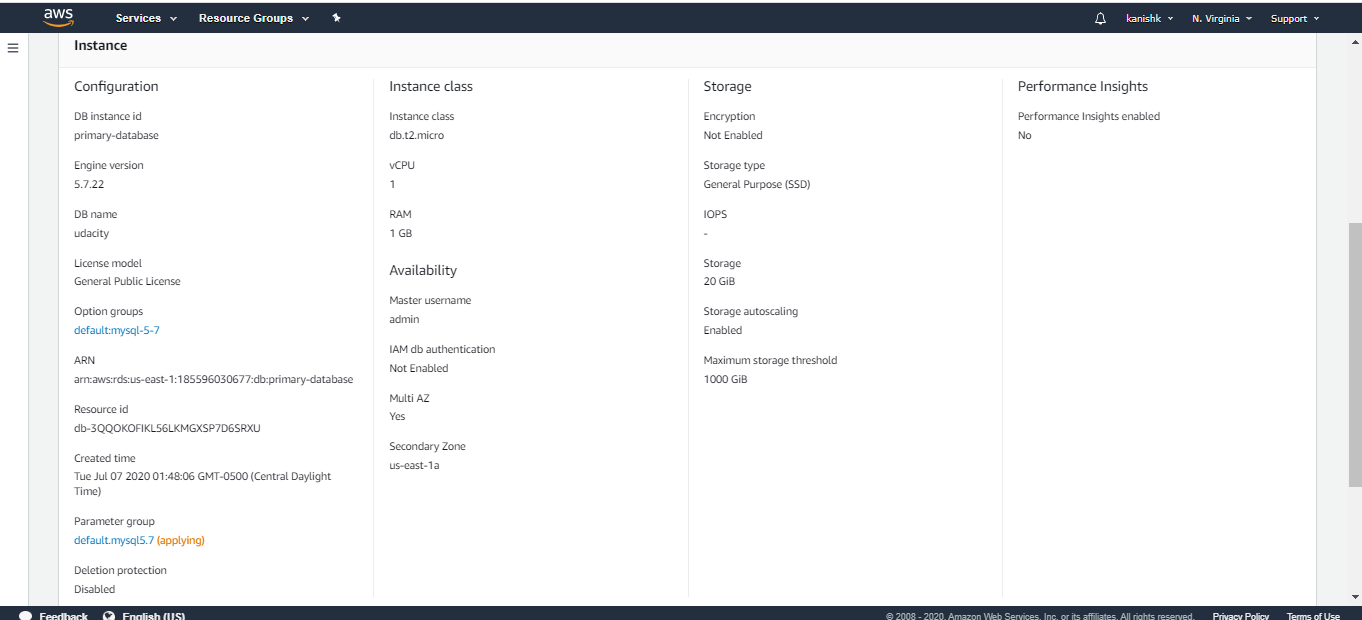 aws Services Resource Groups kanishk N. Virginia Support
Instance
Configuration
DB instance id
primary-database
Engine version
5.7.22
DB name
udacity
License model
General Public License
Option groups
default:mysql-5-7
ARN
arn:aws:rds:us-east-1:185596030677:db:primary-database
Resource id
db-3QQOKOFIKL56LKMGXSP7D6SRXU
Created time
Tue Jul 07 2020 01:48:06 GMT-0500 (Central Daylight
Time)
Parameter group
default.mysql5.7 (applying)
Deletion protection
Disabled
Instance class
Instance class
db.t2.micro
vCPU
1
RAM
1 GB
Availability
Master username
admin
IAM db authentication
Not Enabled
Multi AZ
Yes
Secondary Zone
us-east-1a
Storage
Encryption
Not Enabled
Storage type
General Purpose (SSD)
IOPS
-
Storage
20 GiB
Storage autoscaling
Enabled
Maximum storage threshold
1000 GiB
Performance Insights
Performance Insights enabled
No
Feedback English (US) © 2008 - 2020, Amazon Web Services, Inc. or its affiliates. All rights reserved. Privacy Policy Terms of Use